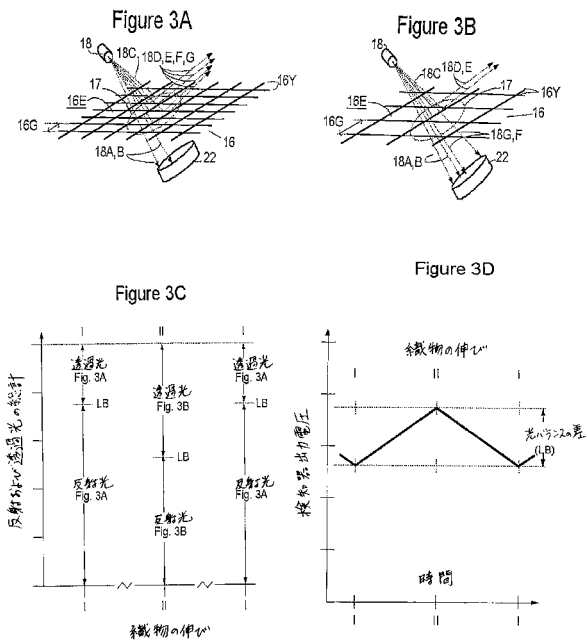 Figure 3A
18
18C
18D,E,F,G
17
16Y
16E
16G
16
18A,B
22
Figure 3B
18
18C
18D,E
17
16Y
18E
16
16G
18G,F
18A,B
22
Figure 3C
I
II
I
透過光
Fig. 3A
透過光
Fig. 3B
透過光
Fig. 3A
LB
LB
LB
反射光
Fig. 3A
反射光
Fig. 3B
反射光
Fig. 3A
反射および透過光の総計
I
II
I
織物の伸び
Figure 3D
I
II
I
織物の伸び
I
II
I
光バランスの差
(LB)
検知器出力電圧
時間
I
II
I